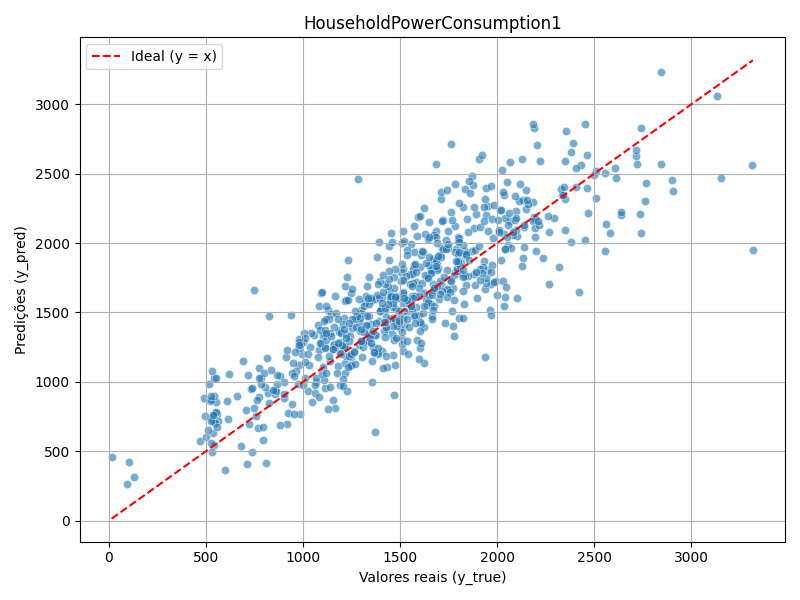 HouseholdPowerConsumption1
Ideal (y = x)
Predições (y_pred)
3000
2500
2000
1500
1000
500
0
0 500 1000 1500 2000 2500 3000
Valores reais (y_true)